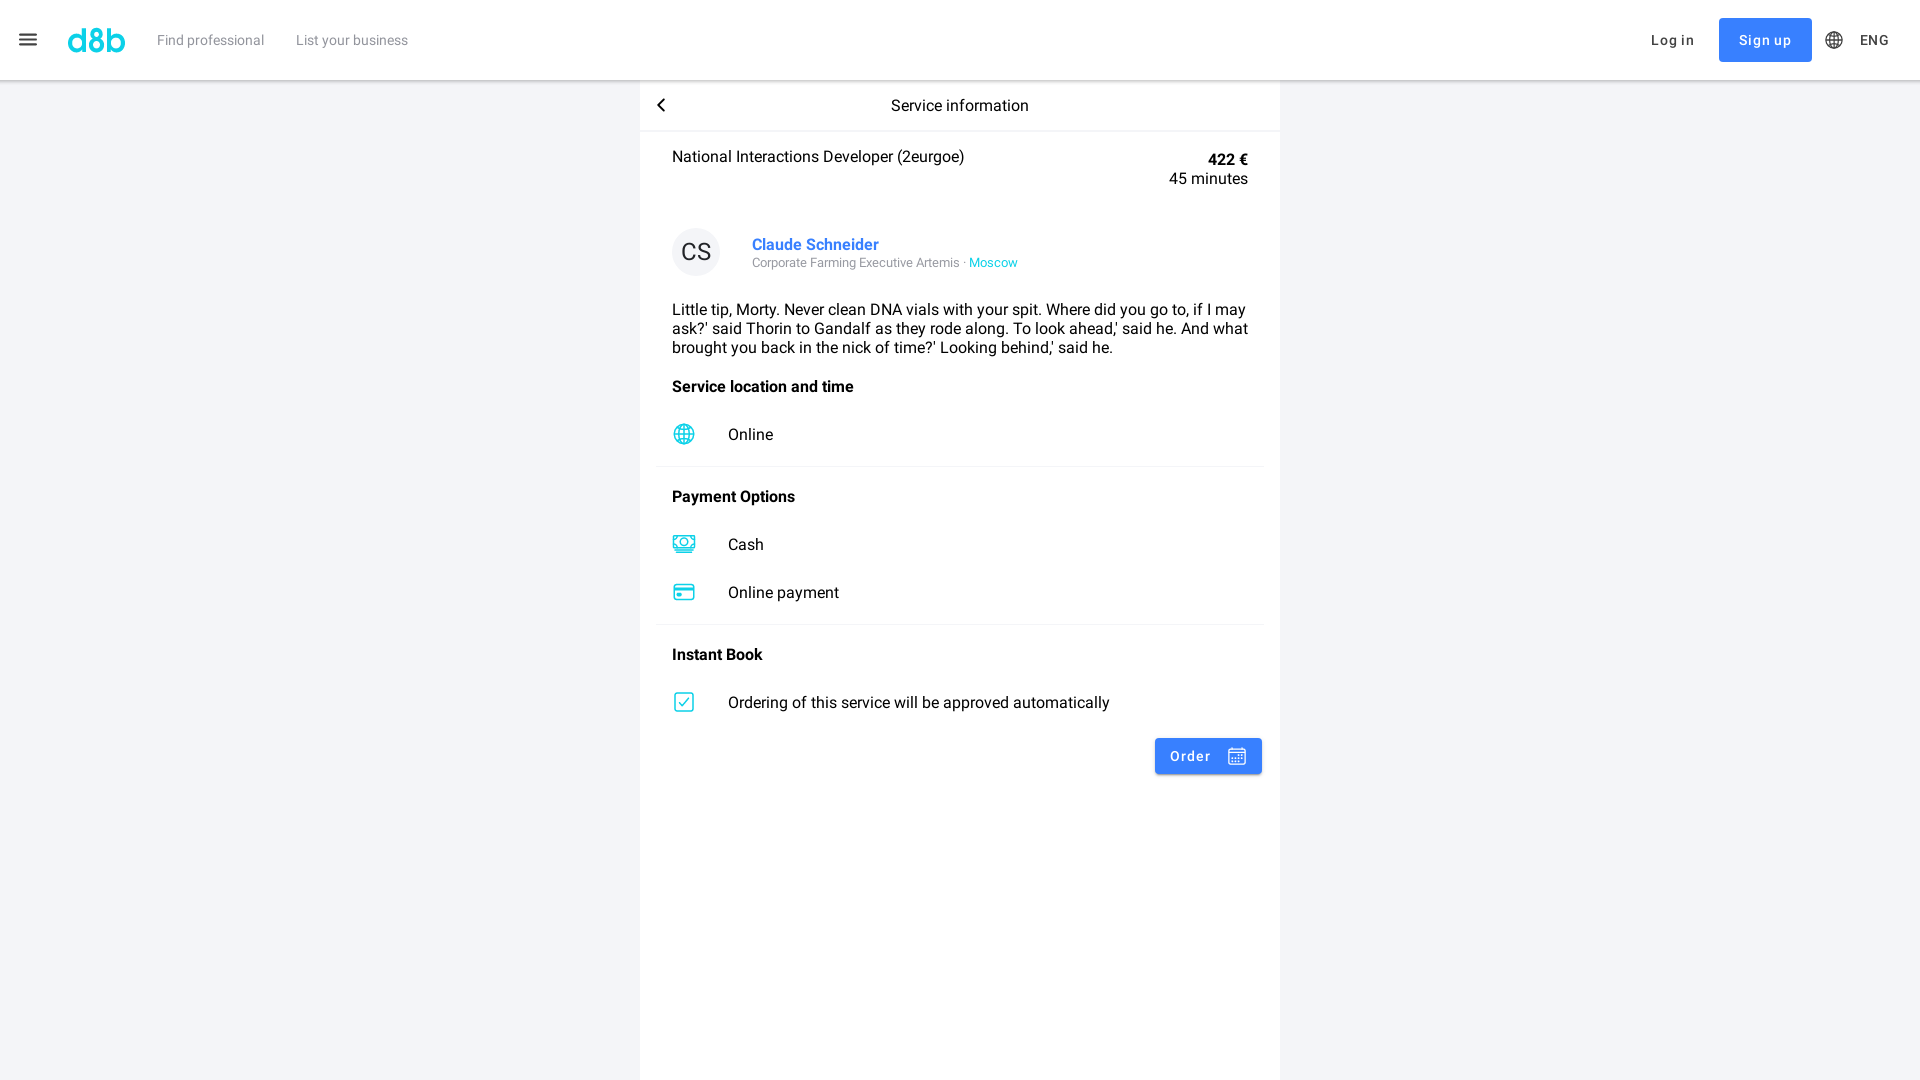 d8b
Find professional
List your business
Log in
Sign up
ENG
Service information
National Interactions Developer (2eurgoe)
422 €
45 minutes
CS
Claude Schneider
Corporate Farming Executive Artemis · Moscow
Little tip, Morty. Never clean DNA vials with your spit. Where did you go to, if I may
ask?' said Thorin to Gandalf as they rode along. To look ahead,' said he. And what
brought you back in the nick of time?' Looking behind,' said he.
Service location and time
Online
Payment Options
Cash
Online payment
Instant Book
Ordering of this service will be approved automatically
Order